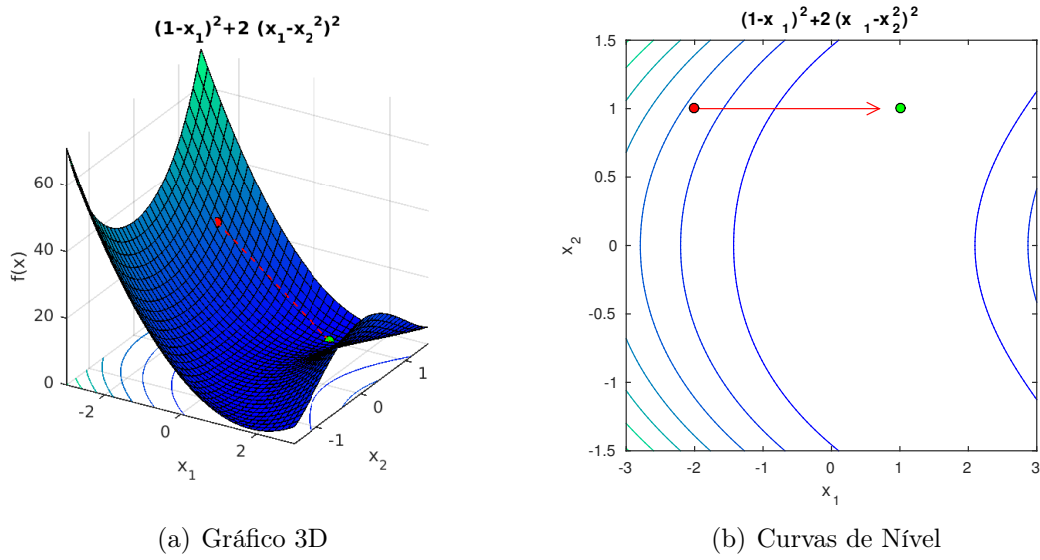 (1-x₁)²+2 (x₁-x₂²)²
60
40
20
0
f(x)
-2
0
2
x₁
-1
0
1
x₂
(a) Gráfico 3D
(1-x ₁)²+2 (x ₁-x₂²)²
1.5
1
0.5
0
-0.5
-1
-1.5
x₂
-3 -2 -1 0 1 2 3
x₁
(b) Curvas de Nível